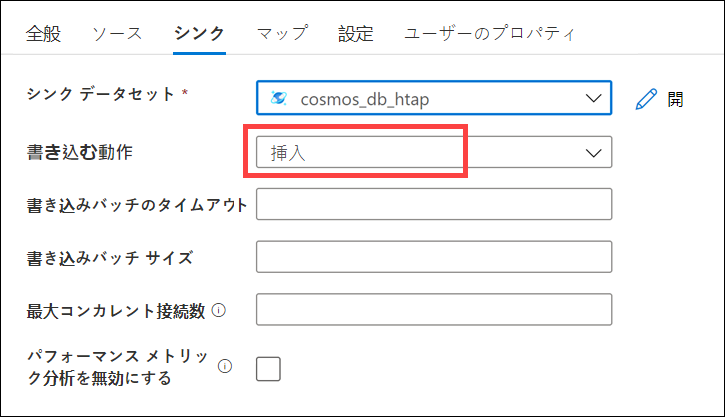 全般 ソース シンク マップ 設定 ユーザーのプロパティ
シンク データセット * cosmos_db_htap 開
書き込む動作 挿入
書き込みバッチのタイムアウト
書き込みバッチ サイズ
最大コンカレント接続数
パフォーマンス メトリッ
ク分析を無効にする